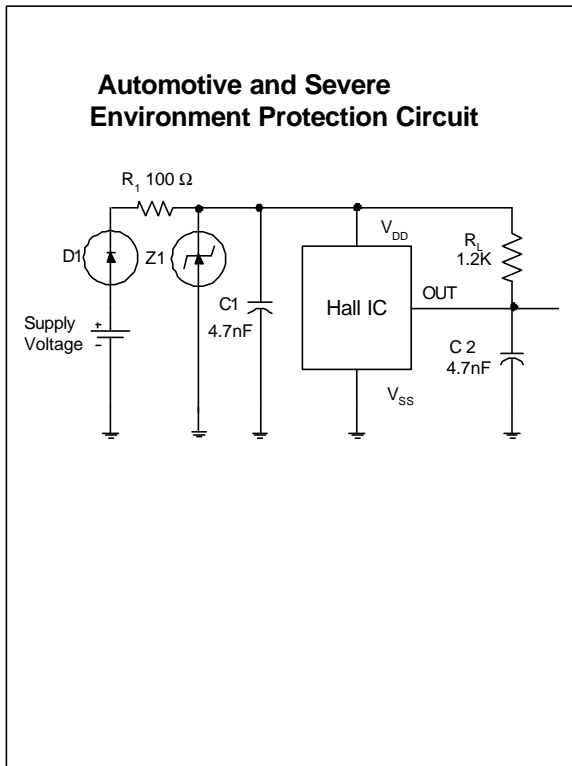 Automotive and Severe
Environment Protection Circuit
R1 100 Ω
D1
Z1
VDD
RL
1.2K
Hall IC
OUT
C1
4.7nF
Supply
Voltage
+
-
C 2
4.7nF
VSS